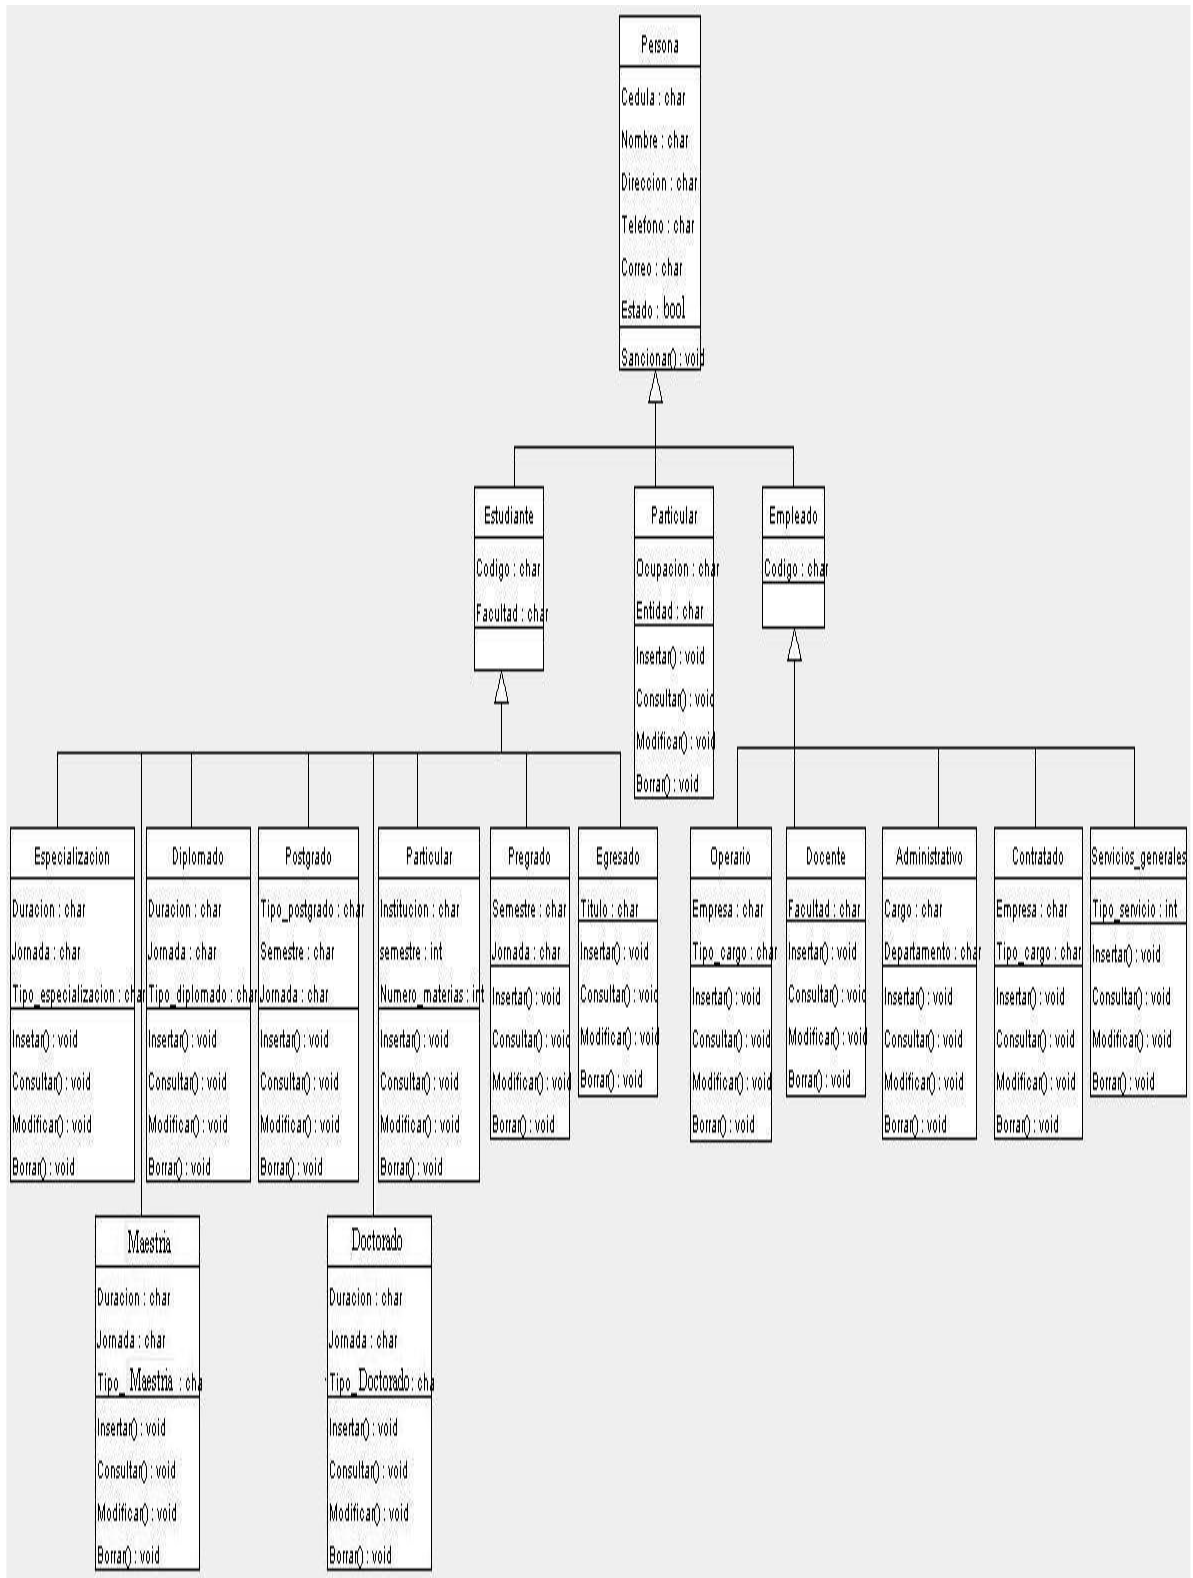 Persona
Cedula : char
Nombre : char
Direccion : char
Telefono : char
Correo : char
Estado : bool
Sancionar() : void
Estudiante
Codigo : char
Facultad : char
Particular
Ocupacion : char
Entidad : char
Insertar() : void
Consultar() : void
Modificar() : void
Borrar() : void
Empleado
Codigo : char
Especializacion
Duracion : char
Jornada : char
Tipo_especializacion : char
Insetar() : void
Consultar() : void
Modificar() : void
Borrar() : void
Diplomado
Duracion : char
Jornada : char
Tipo_diplomado : char
Insertar() : void
Consultar() : void
Modificar() : void
Borrar() : void
Postgrado
Tipo_postgrado : char
Semestre : char
Jornada : char
Insertar() : void
Consultar() : void
Modificar() : void
Borrar() : void
Particular
Institucion : char
semestre : int
Numero_materias : int
Insertar() : void
Consultar() : void
Modificar() : void
Borrar() : void
Pregrado
Semestre : char
Jornada : char
Insertar() : void
Consultar() : void
Modificar() : void
Borrar() : void
Egresado
Titulo : char
Insertar() : void
Consultar() : void
Modificar() : void
Borrar() : void
Operario
Empresa : char
Tipo_cargo : char
Insertar() : void
Consultar() : void
Modificar() : void
Borrar() : void
Docente
Facultad : char
Insertar() : void
Consultar() : void
Modificar() : void
Borrar() : void
Administrativo
Cargo : char
Departamento : char
Insertar() : void
Consultar() : void
Modificar() : void
Borrar() : void
Contratado
Empresa : char
Tipo_cargo : char
Insertar() : void
Consultar() : void
Modificar() : void
Borrar() : void
Servicios_generales
Tipo_servicio : int
Insertar() : void
Consultar() : void
Modificar() : void
Borrar() : void
Maestria
Duracion : char
Jornada : char
Tipo_ Maestria : cha
Insertar() : void
Consultar() : void
Modificar() : void
Borrar() : void
Doctorado
Duracion : char
Jornada : char
Tipo_Doctorado : cha
Insertar() : void
Consultar() : void
Modificar() : void
Borrar() : void